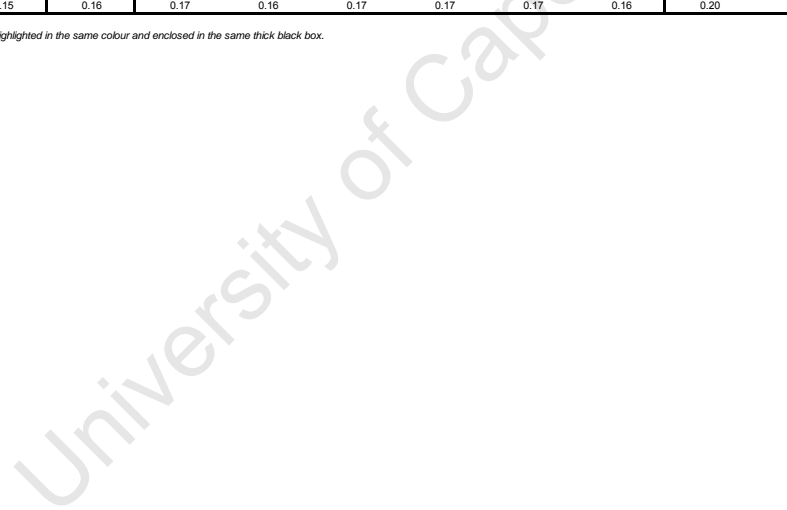 .15 0.16 0.17 0.16 0.17 0.17 0.17 0.16 0.20
ighlighted in the same colour and enclosed in the same thick black box.
University of Cape